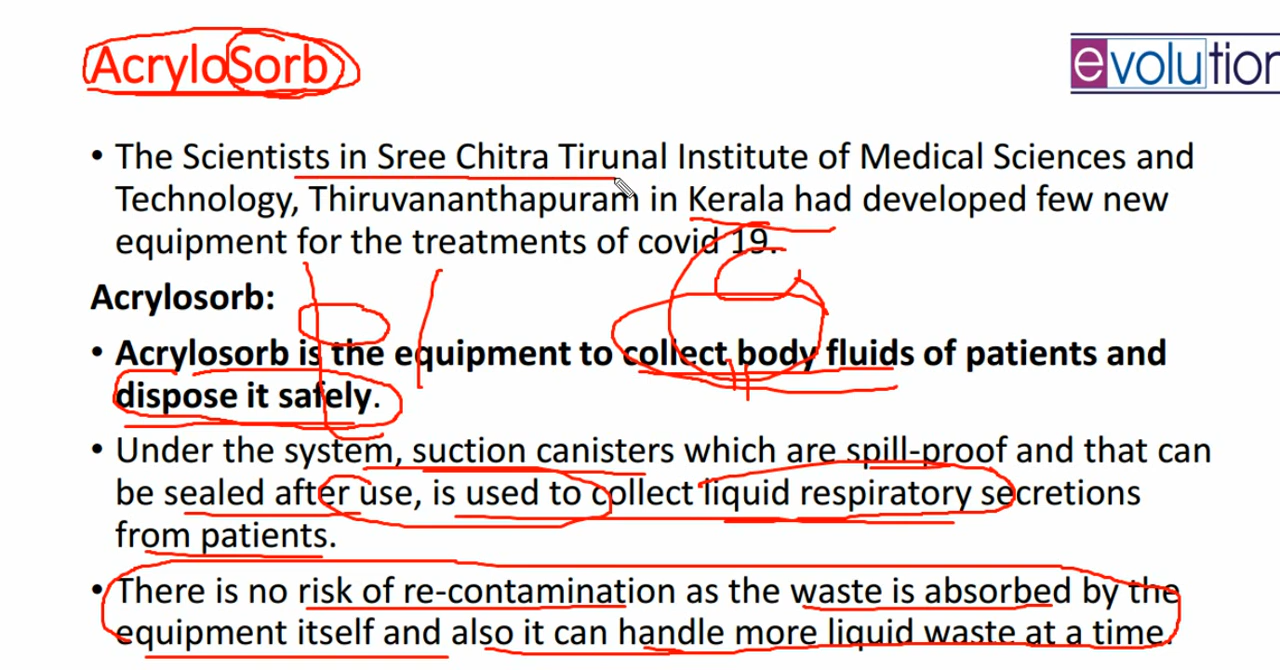 AcryloSorb
evolution
• The Scientists in Sree Chitra Tirunal Institute of Medical Sciences and
Technology, Thiruvananthapuram in Kerala had developed few new
equipment for the treatments of covid 19.
Acrylosorb:
• Acrylosorb is the equipment to collect body fluids of patients and
dispose it safely.
• Under the system, suction canisters which are spill-proof and that can
be sealed after use, is used to collect liquid respiratory secretions
from patients.
• There is no risk of re-contamination as the waste is absorbed by the
equipment itself and also it can handle more liquid waste at a time.